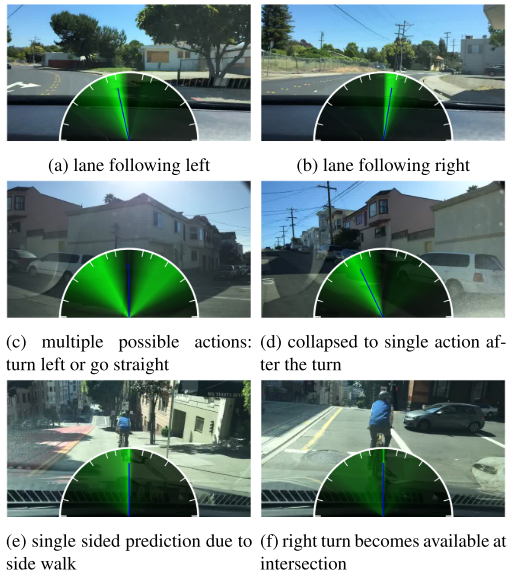 (a) lane following left
(b) lane following right
(c) multiple possible actions:
turn left or go straight
(d) collapsed to single action af-
ter the turn
(e) single sided prediction due to
side walk
(f) right turn becomes available at
intersection